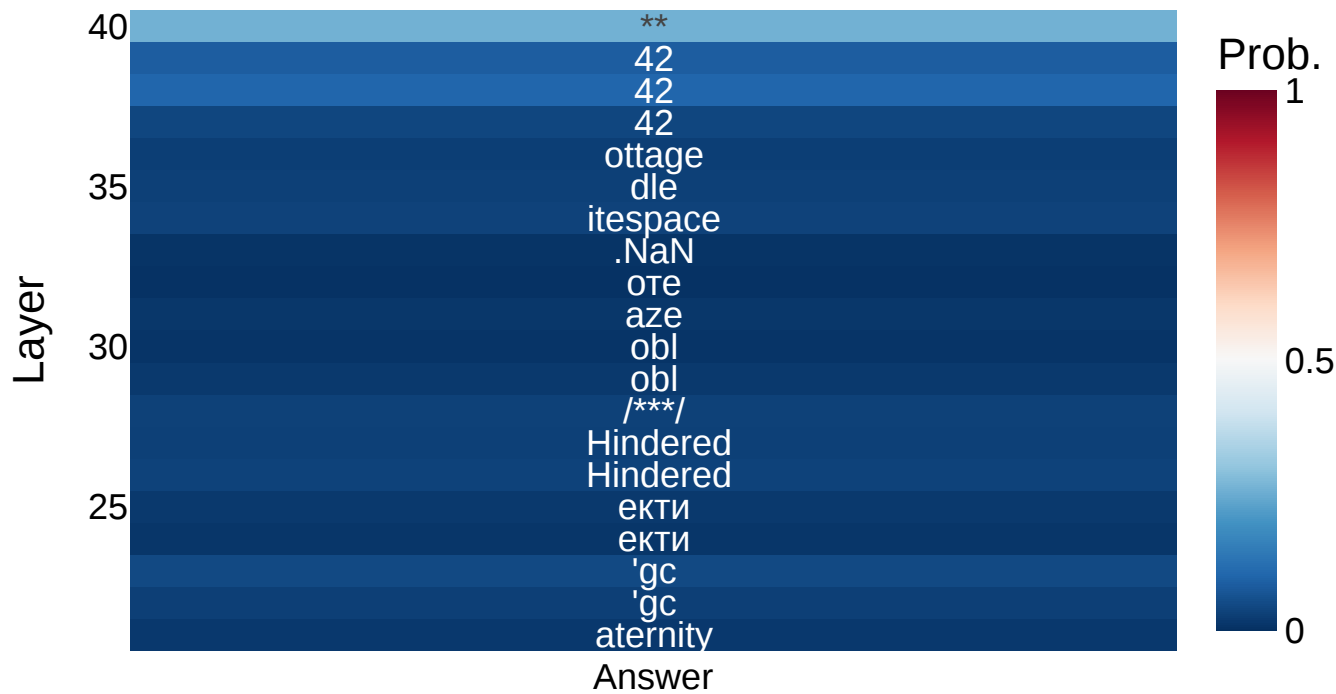 40
**
Prob.
42
1
42
42
ottage
35
dle
itespace
.NaN
оте
Layer
aze
30
obl
0.5
obl
/***/
Hindered
Hindered
25
екти
екти
'gc
'gc
0
aternity
Answer